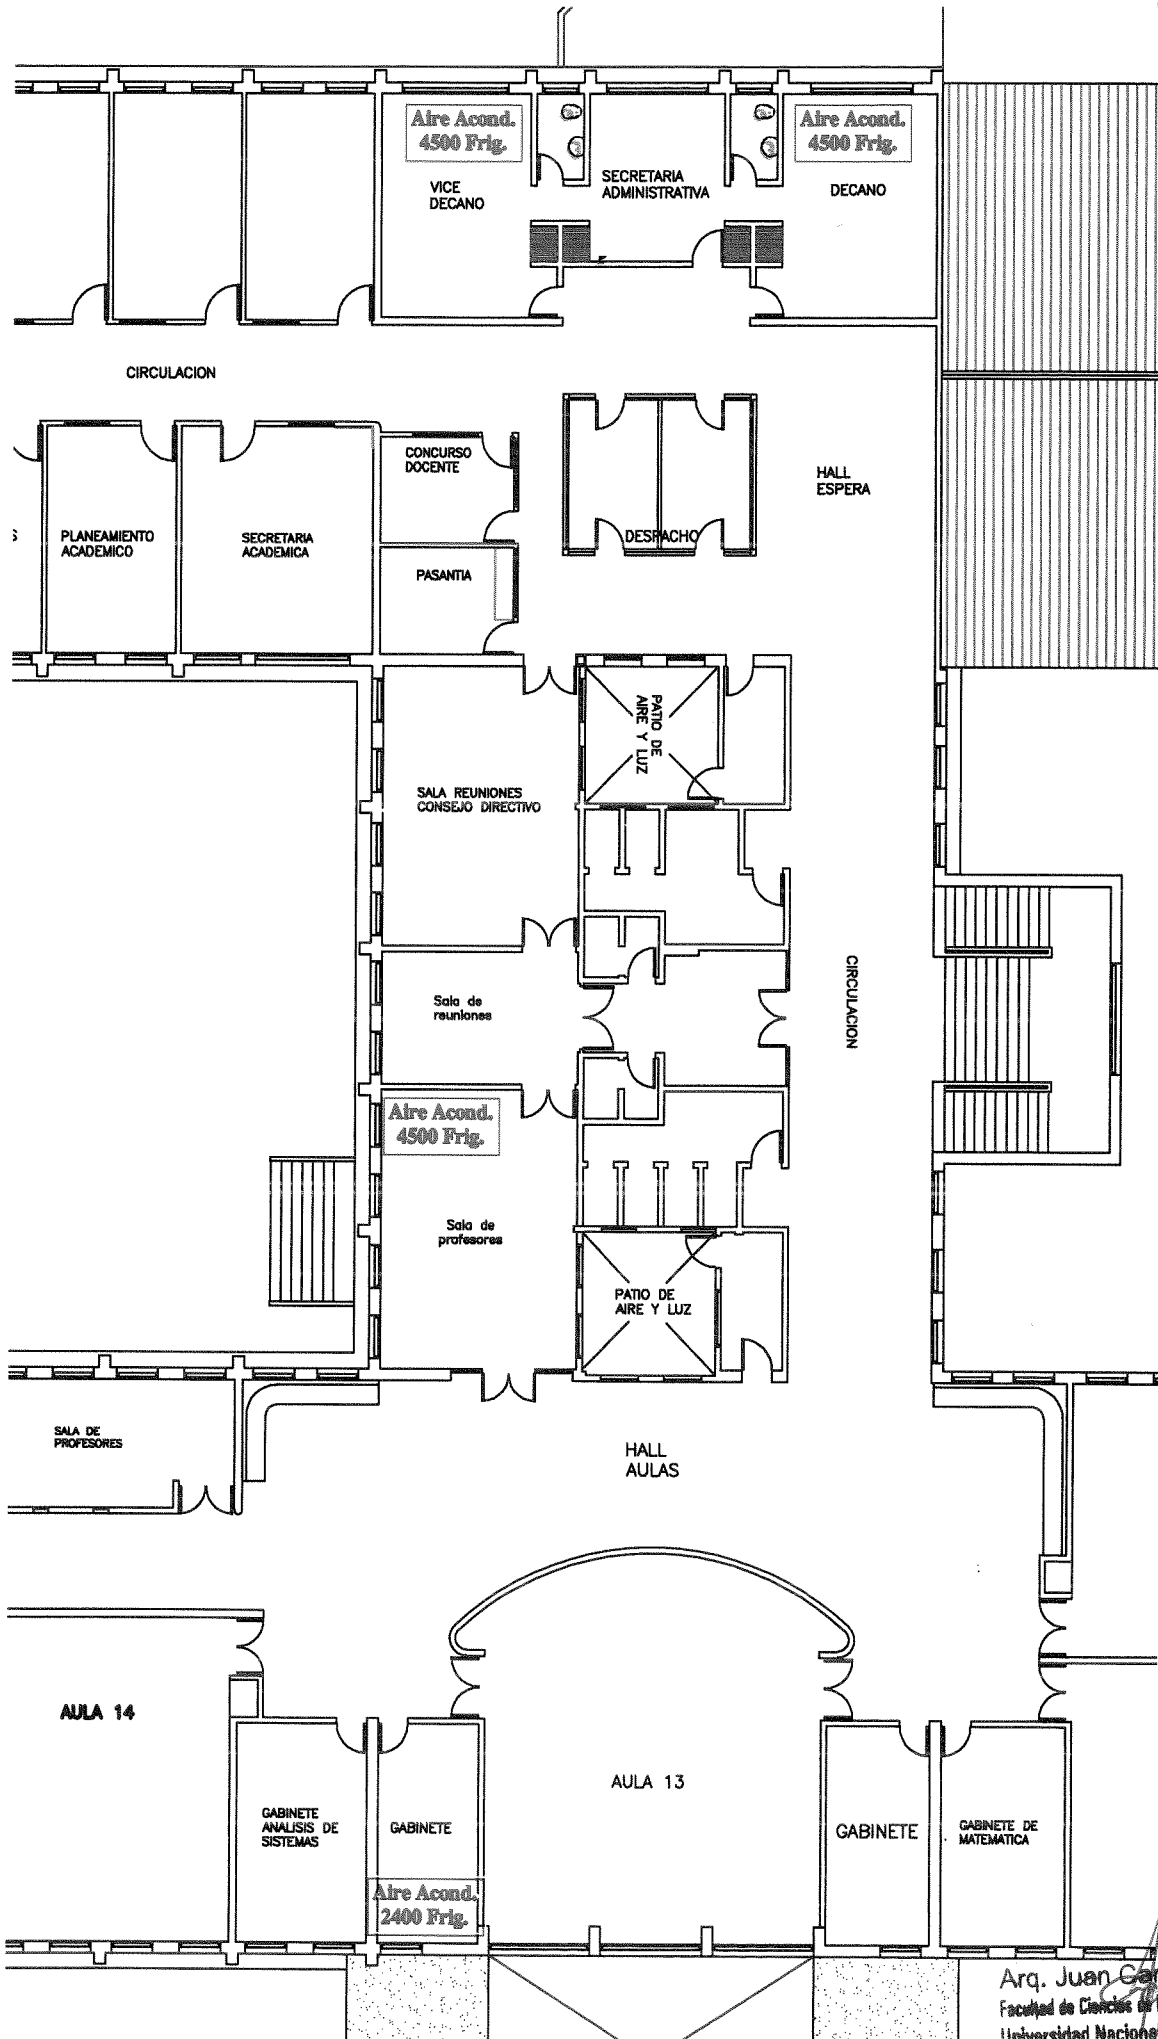 Aire Acond.
4500 Frig.
Aire Acond.
4500 Frig.
VICE
DECANO
SECRETARIA
ADMINISTRATIVA
DECANO
CIRCULACION
CONCURSO
DOCENTE
HALL
ESPERA
S
PLANEAMIENTO
ACADEMICO
SECRETARIA
ACADEMICA
DESPACHO
PASANTIA
PATIO DE
AIRE Y LUZ
SALA REUNIONES
CONSEJO DIRECTIVO
CIRCULACION
Sala de
reuniones
Aire Acond.
4500 Frig.
Sala de
profesores
PATIO DE
AIRE Y LUZ
SALA DE
PROFESORES
HALL
AULAS
AULA 14
AULA 13
GABINETE
ANALISIS DE
SISTEMAS
GABINETE
GABINETE
GABINETE DE
MATEMATICA
Aire Acond.
2400 Frig.
Arq. Juan
Facultad de Ciencias
Universidad